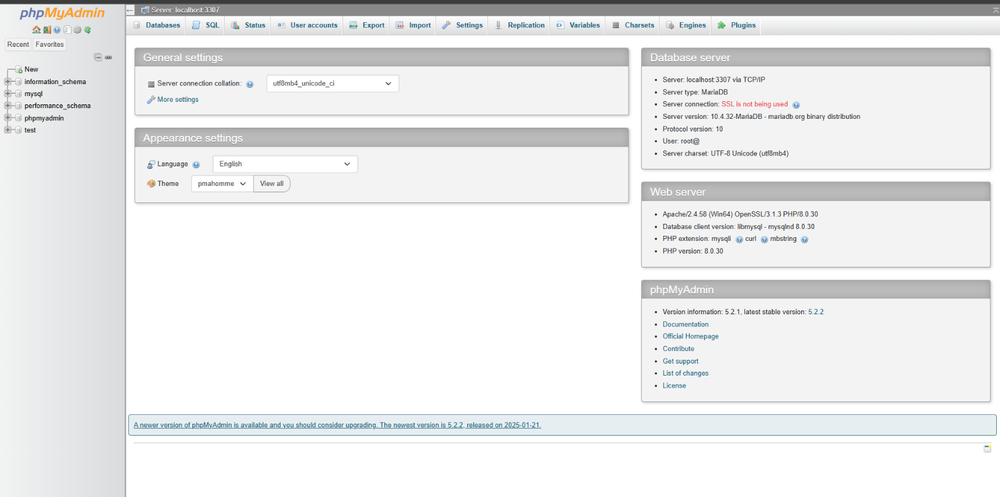 phpMyAdmin
Recent Favorites
New
information_schema
mysql
performance_schema
phpmyadmin
test
Server: localhost:3307
Databases SQL Status User accounts Export Import Settings Replication Variables Charsets Engines Plugins
General settings
Server connection collation: utf8mb4_unicode_ci
More settings
Appearance settings
Language English
Theme pmahomme View all
Database server
Server: localhost:3307 via TCP/IP
Server type: MariaDB
Server connection: SSL is not being used
Server version: 10.4.32-MariaDB - mariadb.org binary distribution
Protocol version: 10
User: root@
Server charset: UTF-8 Unicode (utf8mb4)
Web server
Apache/2.4.58 (Win64) OpenSSL/3.1.3 PHP/8.0.30
Database client version: libmysql - mysqlnd 8.0.30
PHP extension: mysqli curl mbstring
PHP version: 8.0.30
phpMyAdmin
Version information: 5.2.1, latest stable version: 5.2.2
Documentation
Official Homepage
Contribute
Get support
List of changes
License
A newer version of phpMyAdmin is available and you should consider upgrading. The newest version is 5.2.2, released on 2025-01-21.